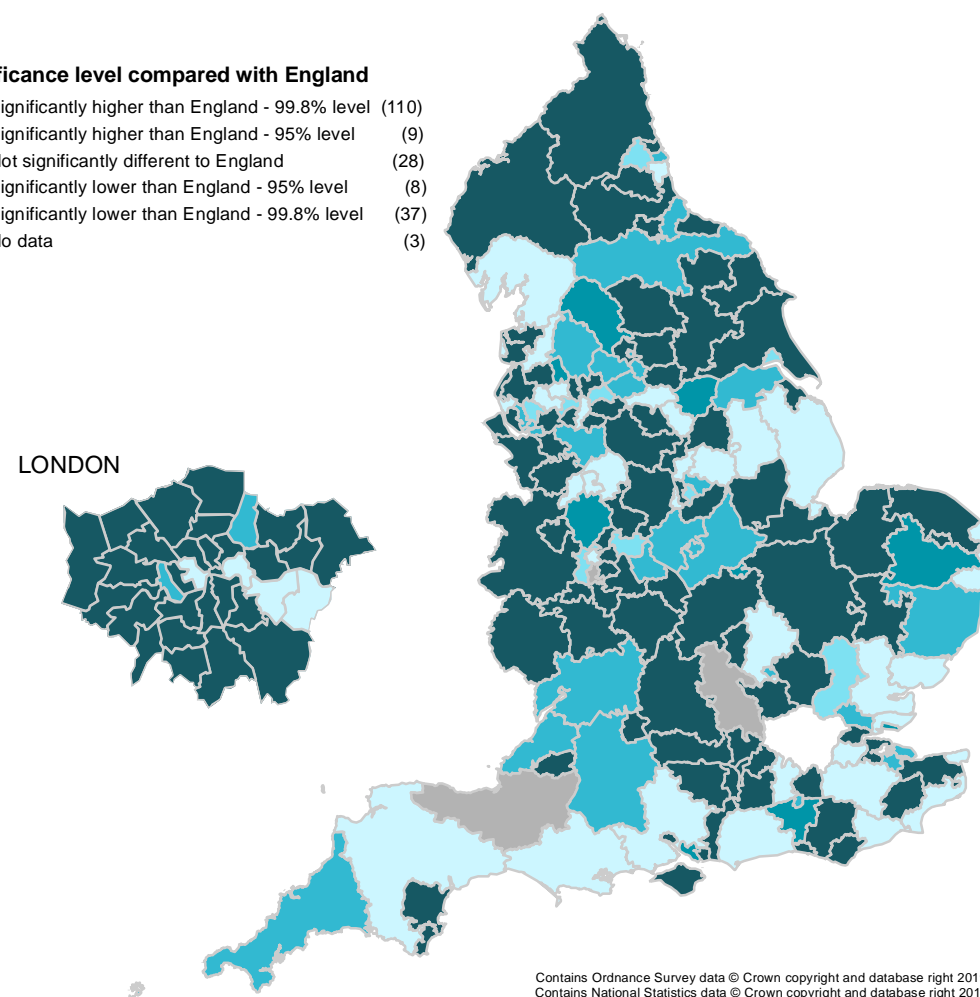 ficance level compared with England
ignificantly higher than England - 99.8% level (110)
ignificantly higher than England - 95% level (9)
ot significantly different to England (28)
ignificantly lower than England - 95% level (8)
ignificantly lower than England - 99.8% level (37)
o data (3)
LONDON
Contains Ordnance Survey data © Crown copyright and database right 201
Contains National Statistics data © Crown copyright and database right 201